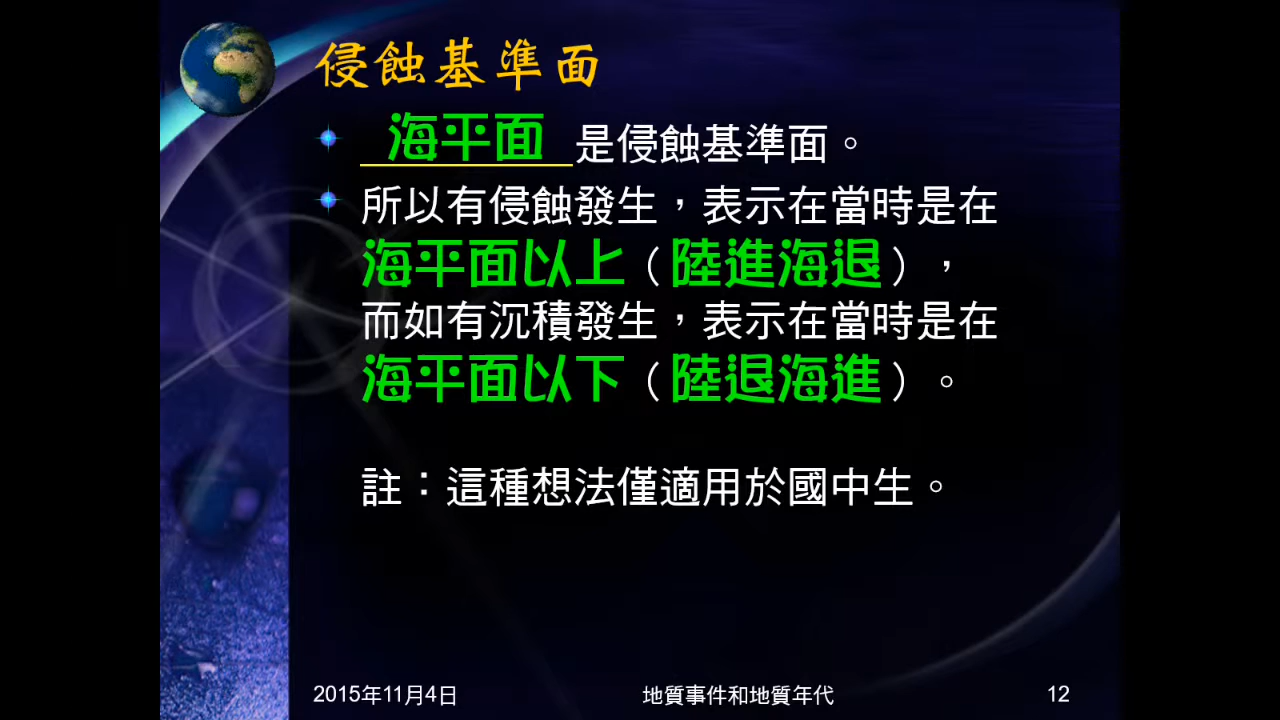 侵蝕基準面
海平面是侵蝕基準面。
所以有侵蝕發生，表示在當時是在
海平面以上（陸進海退），
而如有沉積發生，表示在當時是在
海平面以下（陸退海進）。
註：這種想法僅適用於國中生。
2015年11月4日 地質事件和地質年代 12